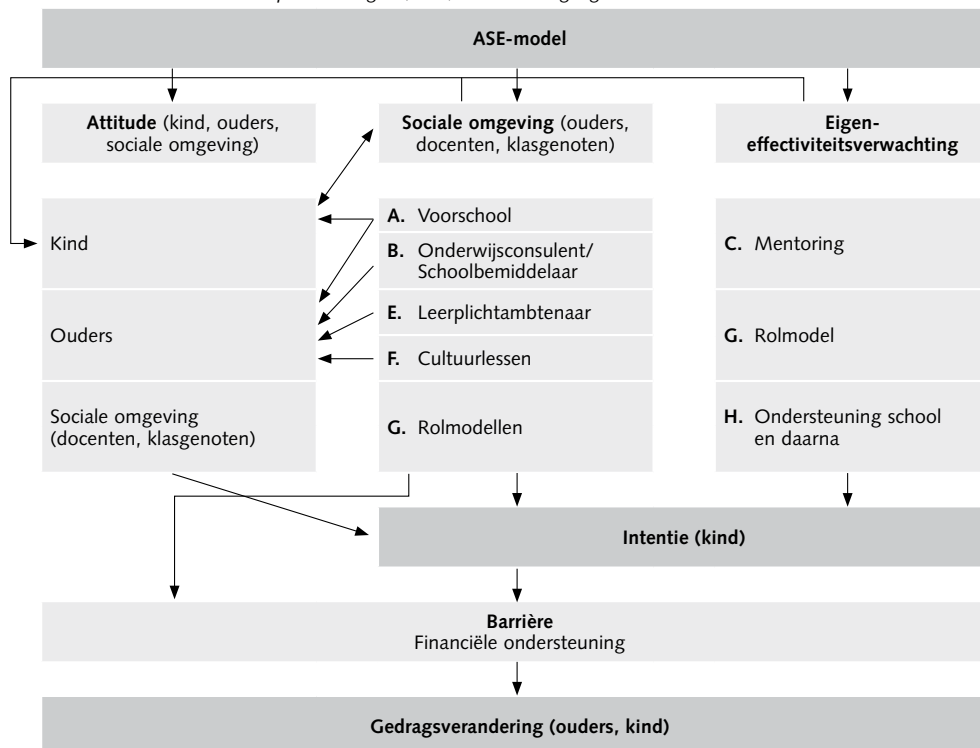 ASE-model
Attitude (kind, ouders,
sociale omgeving)
Sociale omgeving (ouders,
docenten, klasgenoten)
Eigen-
effectiviteitsverwachting
Kind
Ouders
Sociale omgeving
(docenten, klasgenoten)
A. Voorschool
B. Onderwijsconsulent/
Schoolbemiddelaar
E. Leerplichtambtenaar
F. Cultuurlessen
G. Rolmodellen
C. Mentoring
G. Rolmodel
H. Ondersteuning school
en daarna
Intentie (kind)
Barrière
Financiële ondersteuning
Gedragsverandering (ouders, kind)